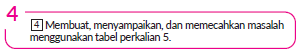 4
4 Membuat, menyampaikan, dan memecahkan masalah
menggunakan tabel perkalian 5.